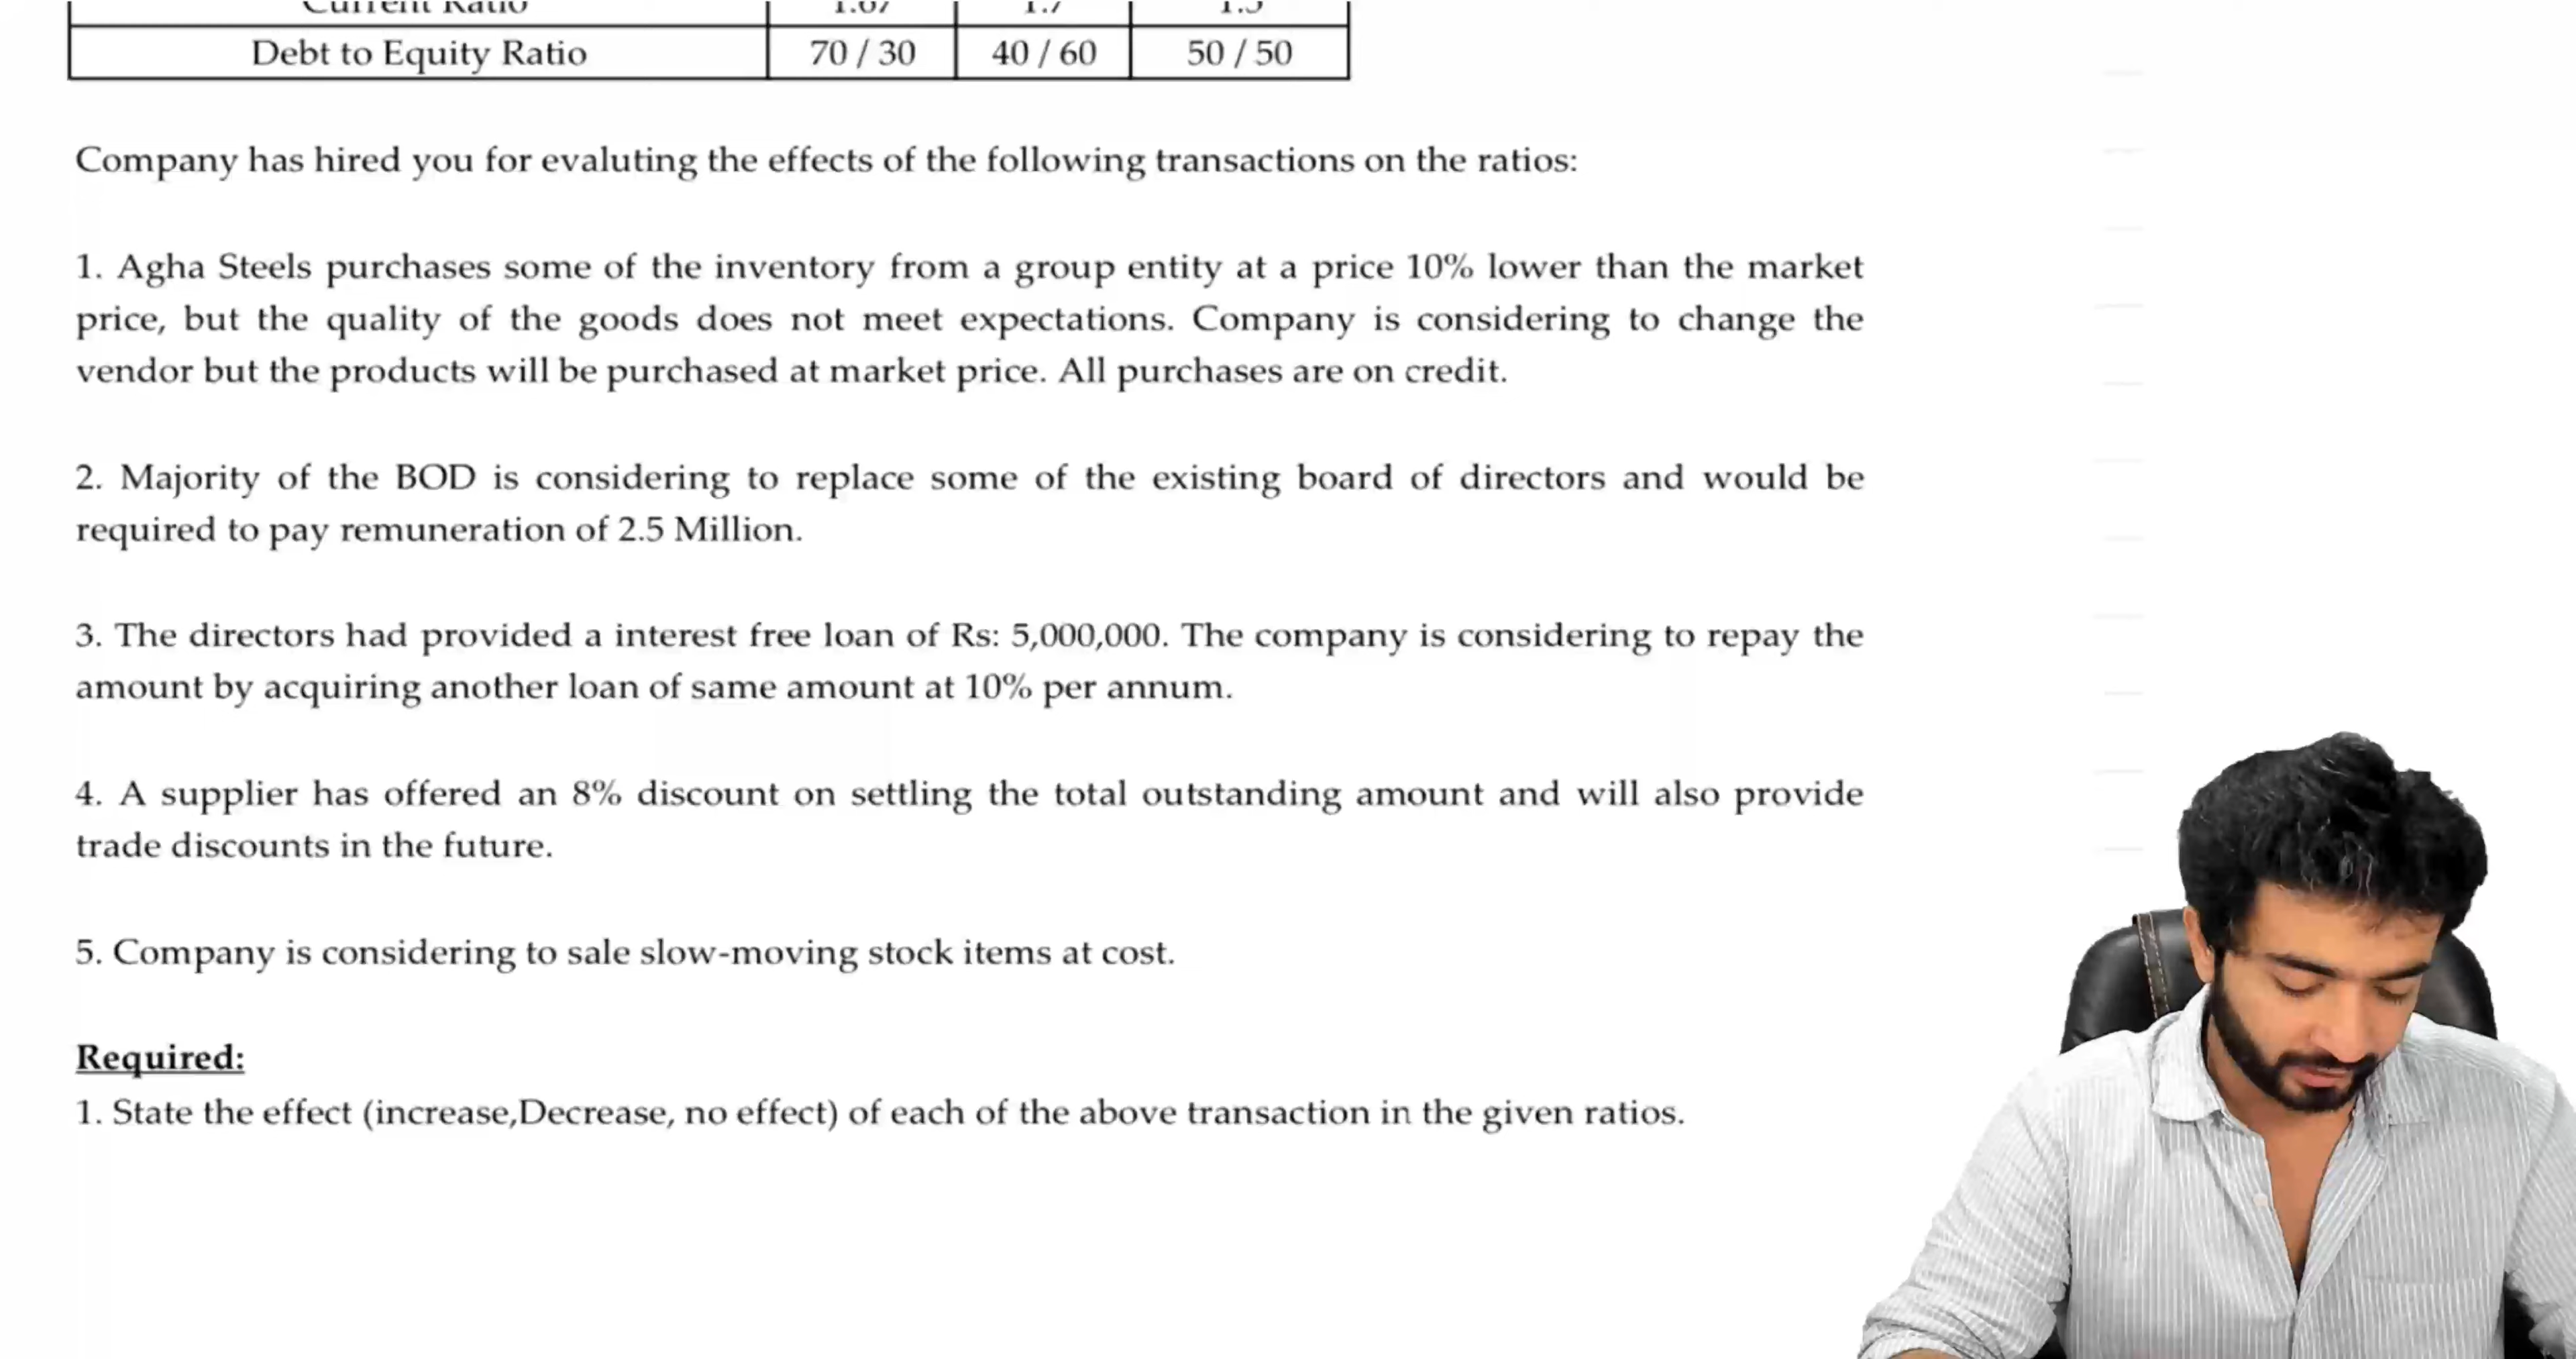 Current Ratio 1.67 1.7 1.5
Debt to Equity Ratio 70 / 30 40 / 60 50 / 50
Company has hired you for evaluting the effects of the following transactions on the ratios:
1. Agha Steels purchases some of the inventory from a group entity at a price 10% lower than the market
price, but the quality of the goods does not meet expectations. Company is considering to change the
vendor but the products will be purchased at market price. All purchases are on credit.
2. Majority of the BOD is considering to replace some of the existing board of directors and would be
required to pay remuneration of 2.5 Million.
3. The directors had provided a interest free loan of Rs: 5,000,000. The company is considering to repay the
amount by acquiring another loan of same amount at 10% per annum.
4. A supplier has offered an 8% discount on settling the total outstanding amount and will also provide
trade discounts in the future.
5. Company is considering to sale slow-moving stock items at cost.
Required:
1. State the effect (increase,Decrease, no effect) of each of the above transaction in the given ratios.